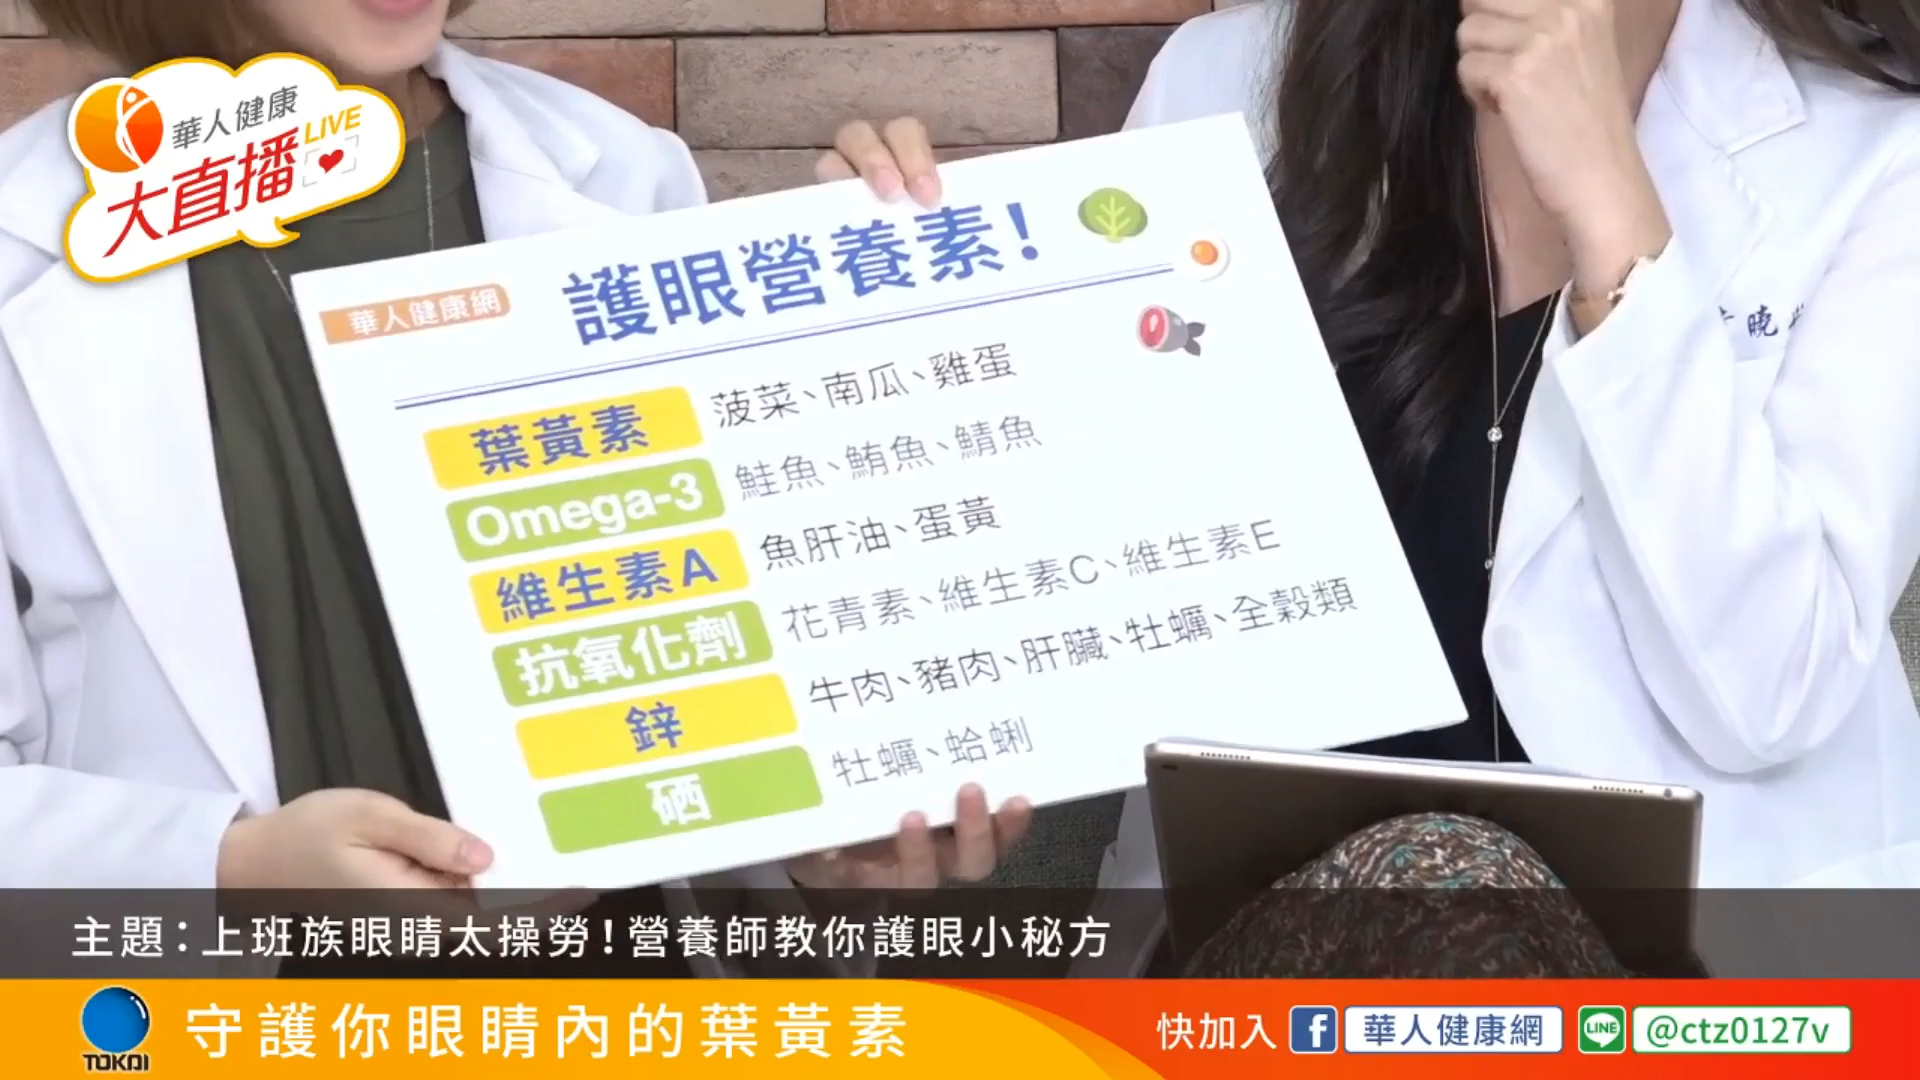 華人健康
大直播 LIVE
華人健康網
護眼營養素!
葉黃素 菠菜、南瓜、雞蛋
Omega-3 鮭魚、鮪魚、鯖魚
維生素A 魚肝油、蛋黃
抗氧化劑 花青素、維生素C、維生素E
鋅 牛肉、豬肉、肝臟、牡蠣、全穀類
硒 牡蠣、蛤蜊
曉
主題：上班族眼睛太操勞！營養師教你護眼小秘方
TOKAI 守護你眼睛內的葉黃素
快加入 f 華人健康網 LINE @ctz0127v